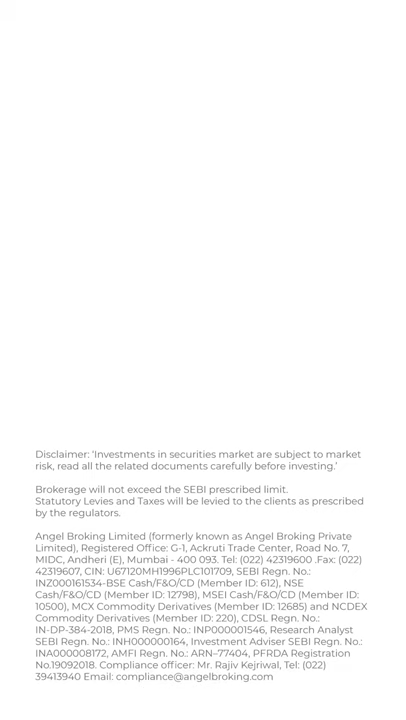 Disclaimer: ‘Investments in securities market are subject to market
risk, read all the related documents carefully before investing.’
Brokerage will not exceed the SEBI prescribed limit.
Statutory Levies and Taxes will be levied to the clients as prescribed
by the regulators.
Angel Broking Limited (formerly known as Angel Broking Private
Limited), Registered Office: G-1, Ackruti Trade Center, Road No. 7,
MIDC, Andheri (E), Mumbai - 400 093. Tel: (022) 42319600 .Fax: (022)
42319607, CIN: U67120MH1996PLC101709, SEBI Regn. No.:
INZ000161534-BSE Cash/F&O/CD (Member ID: 612), NSE
Cash/F&O/CD (Member ID: 12798), MSEI Cash/F&O/CD (Member ID:
10500), MCX Commodity Derivatives (Member ID: 12685) and NCDEX
Commodity Derivatives (Member ID: 220), CDSL Regn. No.:
IN-DP-384-2018, PMS Regn. No.: INP000001546, Research Analyst
SEBI Regn. No.: INH000000164, Investment Adviser SEBI Regn. No.:
INA000008172, AMFI Regn. No.: ARN–77404, PFRDA Registration
No.19092018. Compliance officer: Mr. Rajiv Kejriwal, Tel: (022)
39413940 Email: compliance@angelbroking.com